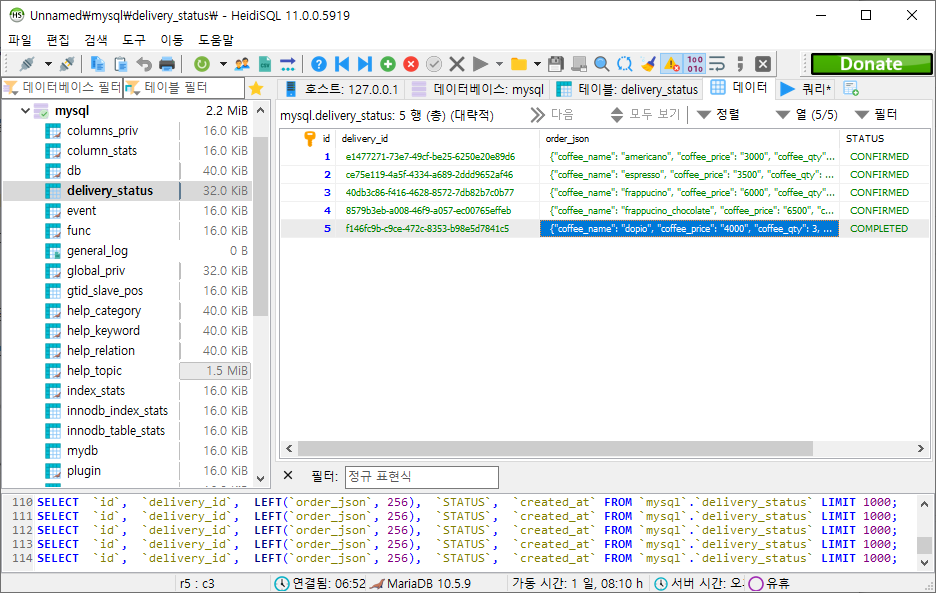 Unnamed₩mysql₩delivery_status₩ - HeidiSQL 11.0.0.5919
파일 편집 검색 도구 이동 도움말
Donate
데이터베이스 필터 테이블 필터 호스트: 127.0.0.1 데이터베이스: mysql 테이블: delivery_status 데이터 쿼리*
mysql 2.2 MiB
columns_priv 16.0 KiB
column_stats 16.0 KiB
db 40.0 KiB
delivery_status 32.0 KiB
event 16.0 KiB
func 16.0 KiB
general_log 0 B
global_priv 32.0 KiB
gtid_slave_pos 16.0 KiB
help_category 40.0 KiB
help_keyword 40.0 KiB
help_relation 40.0 KiB
help_topic 1.5 MiB
index_stats 16.0 KiB
innodb_index_stats 16.0 KiB
innodb_table_stats 16.0 KiB
mydb 16.0 KiB
plugin 16.0 KiB
mysql.delivery_status: 5 행 (총) (대략적) 다음 모두 보기 정렬 열 (5/5) 필터
id delivery_id order_json STATUS
1 e1477271-73e7-49cf-be25-6250e20e89d6 {"coffee_name": "americano", "coffee_price": "3000", "coffee_qty"... CONFIRMED
2 ce75e119-4a5f-4334-a689-2ddd9652af46 {"coffee_name": "espresso", "coffee_price": "3500", "coffee_qty"... CONFIRMED
3 40db3c86-f416-4628-8572-7db82b7c0b77 {"coffee_name": "frappucino", "coffee_price": "6000", "coffee_qty"... CONFIRMED
4 8579b3eb-a008-46f9-a057-ec00765effeb {"coffee_name": "frappucino_chocolate", "coffee_price": "6500", "c... CONFIRMED
5 f146fc9b-c9ce-472c-8353-b98e5d7841c5 {"coffee_name": "dopio", "coffee_price": "4000", "coffee_qty": 3, ... COMPLETED
필터: 정규 표현식
110 SELECT `id`, `delivery_id`, LEFT(`order_json`, 256), `STATUS`, `created_at` FROM `mysql`.`delivery_status` LIMIT 1000;
111 SELECT `id`, `delivery_id`, LEFT(`order_json`, 256), `STATUS`, `created_at` FROM `mysql`.`delivery_status` LIMIT 1000;
112 SELECT `id`, `delivery_id`, LEFT(`order_json`, 256), `STATUS`, `created_at` FROM `mysql`.`delivery_status` LIMIT 1000;
113 SELECT `id`, `delivery_id`, LEFT(`order_json`, 256), `STATUS`, `created_at` FROM `mysql`.`delivery_status` LIMIT 1000;
114 SELECT `id`, `delivery_id`, LEFT(`order_json`, 256), `STATUS`, `created_at` FROM `mysql`.`delivery_status` LIMIT 1000;
r5 : c3 연결됨: 06:52 MariaDB 10.5.9 가동 시간: 1 일, 08:10 h 서버 시간: 오. 유휴